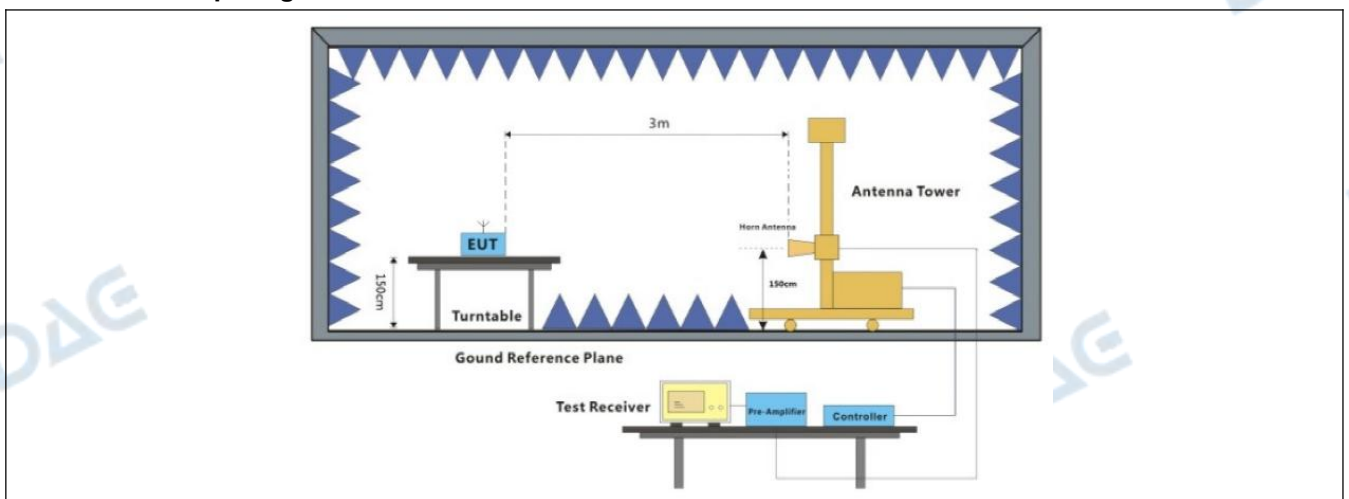 3m
Antenna Tower
Horn Antenna
EUT
150cm
150cm
Turntable
Gound Reference Plane
Test Receiver
Pre-Amplifier
Controller